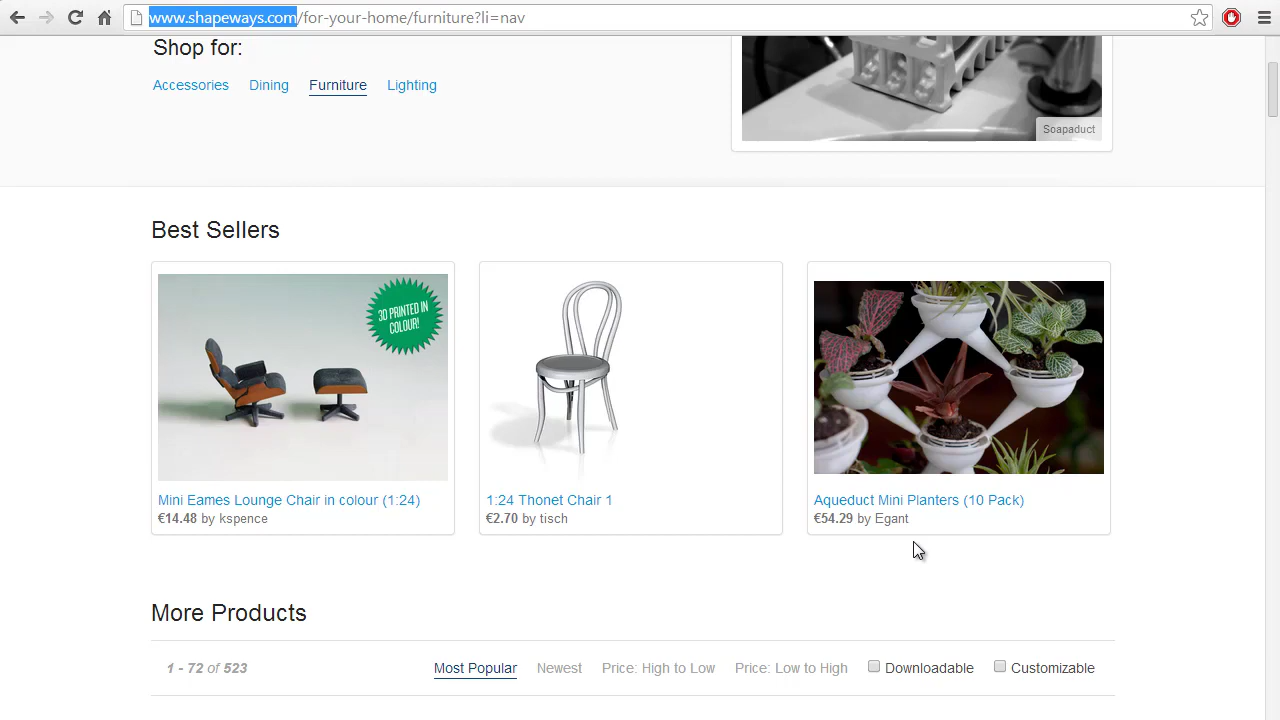 www.shapeways.com/for-your-home/furniture?li=nav
Shop for:
Accessories Dining Furniture Lighting
Soapaduct
Best Sellers
3D PRINTED IN COLOUR!
Mini Eames Lounge Chair in colour (1:24)
€14.48 by kspence
1:24 Thonet Chair 1
€2.70 by tisch
Aqueduct Mini Planters (10 Pack)
€54.29 by Egant
More Products
1 - 72 of 523 Most Popular Newest Price: High to Low Price: Low to High Downloadable Customizable